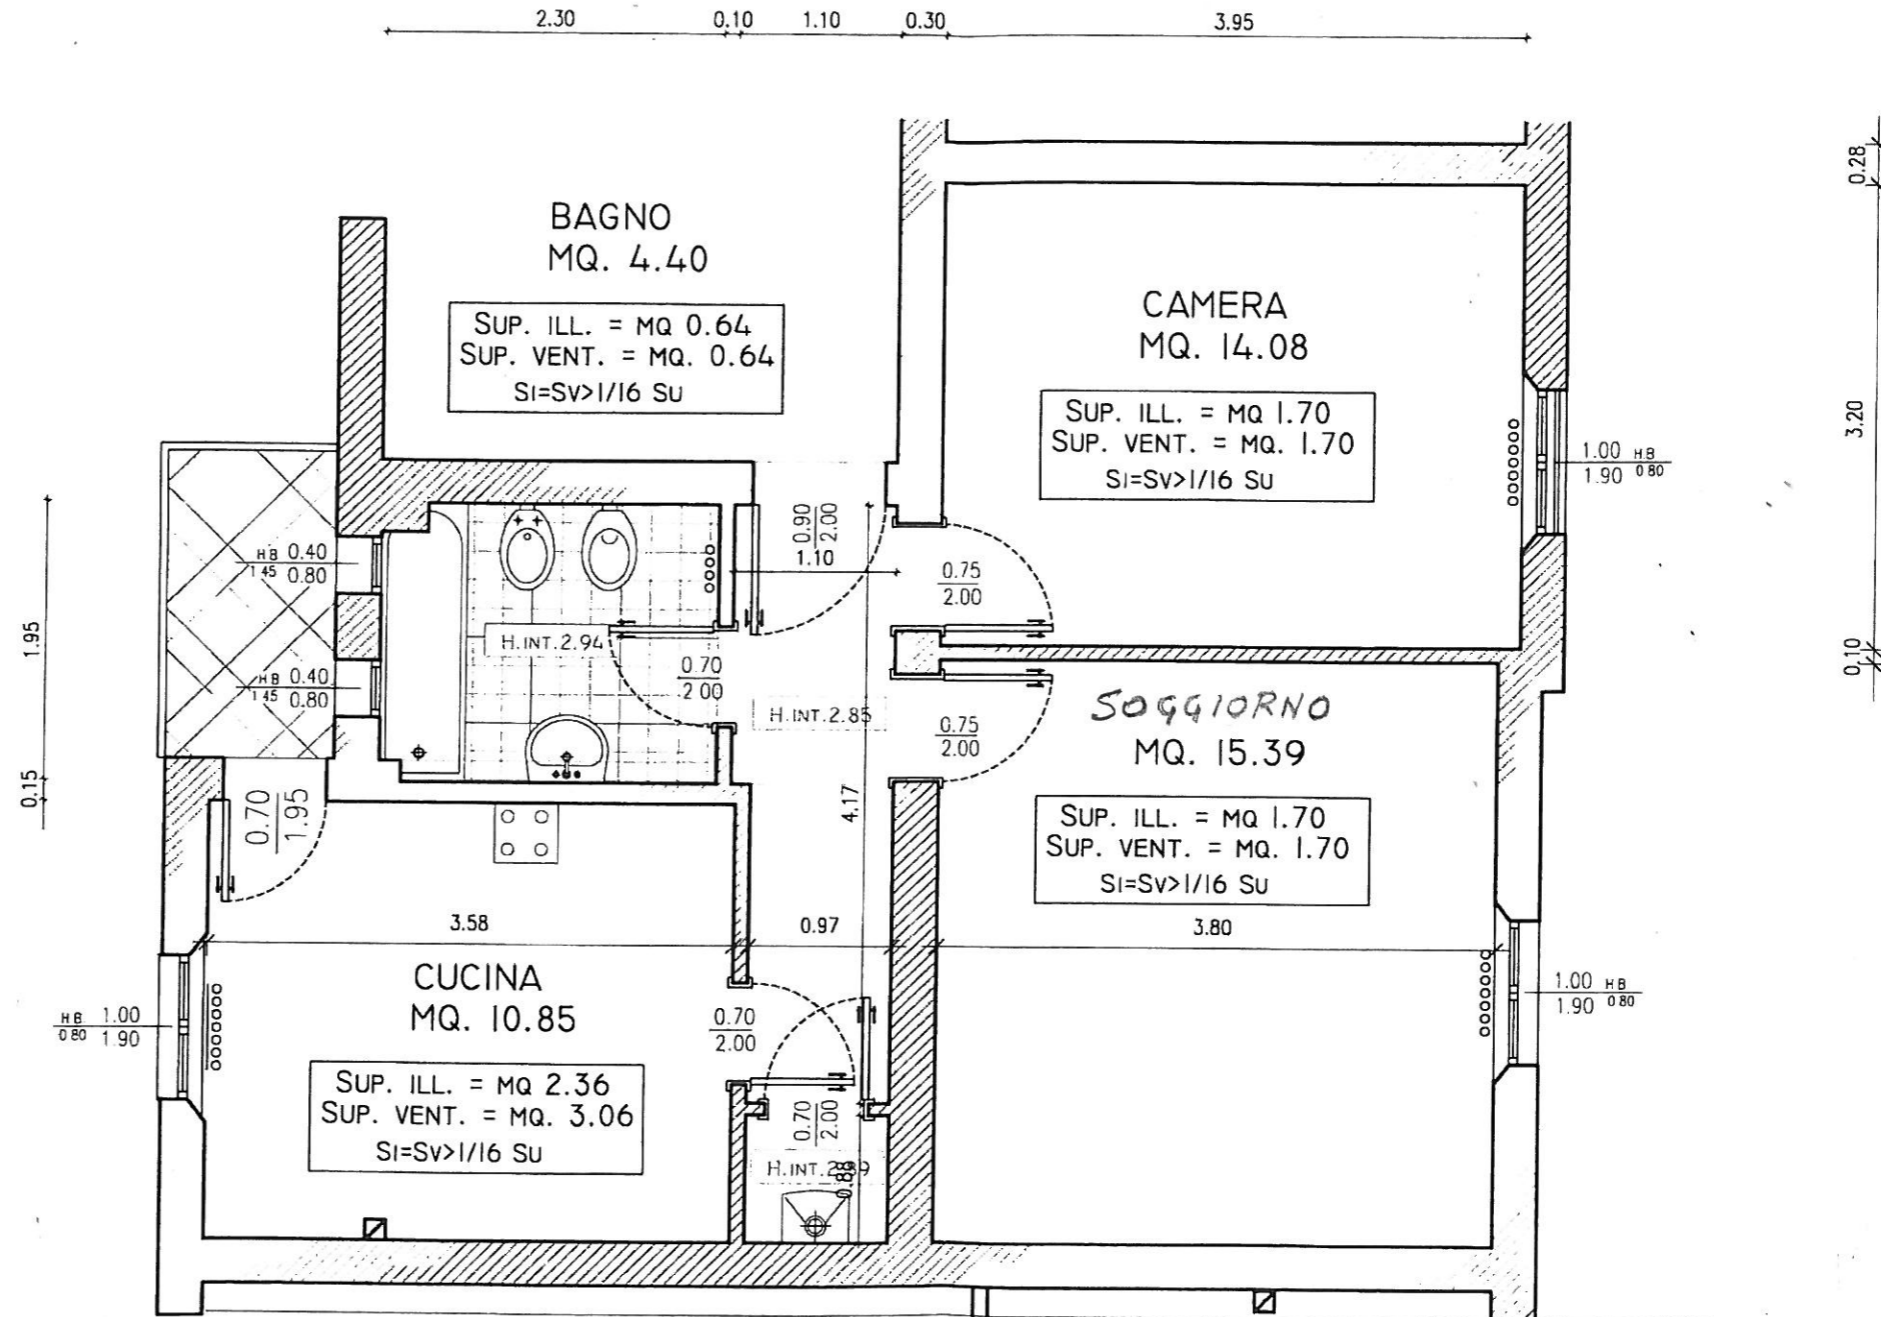 2.30 0.10 1.10 0.30 3.95
0.28
BAGNO
MQ. 4.40
SUP. ILL. = MQ 0.64
SUP. VENT. = MQ. 0.64
SI=SV>1/16 SU
CAMERA
MQ. 14.08
SUP. ILL. = MQ 1.70
SUP. VENT. = MQ. 1.70
SI=SV>1/16 SU
3.20
1.00 HB
1.90 0.80
0.90
2.00
1.10
HB 0.40
1.45 0.80
0.75
2.00
1.95
H.INT.2.94
0.70
2.00
HB 0.40
1.45 0.80
0.10
H.INT.2.85
0.75
2.00
SOGGIORNO
MQ. 15.39
SUP. ILL. = MQ 1.70
SUP. VENT. = MQ. 1.70
SI=SV>1/16 SU
0.15
0.70
1.95
4.17
3.58 0.97 3.80
CUCINA
MQ. 10.85
SUP. ILL. = MQ 2.36
SUP. VENT. = MQ. 3.06
SI=SV>1/16 SU
HB 1.00
0.80 1.90
0.70
2.00
1.00 HB
1.90 0.80
0.70
2.00
0.88